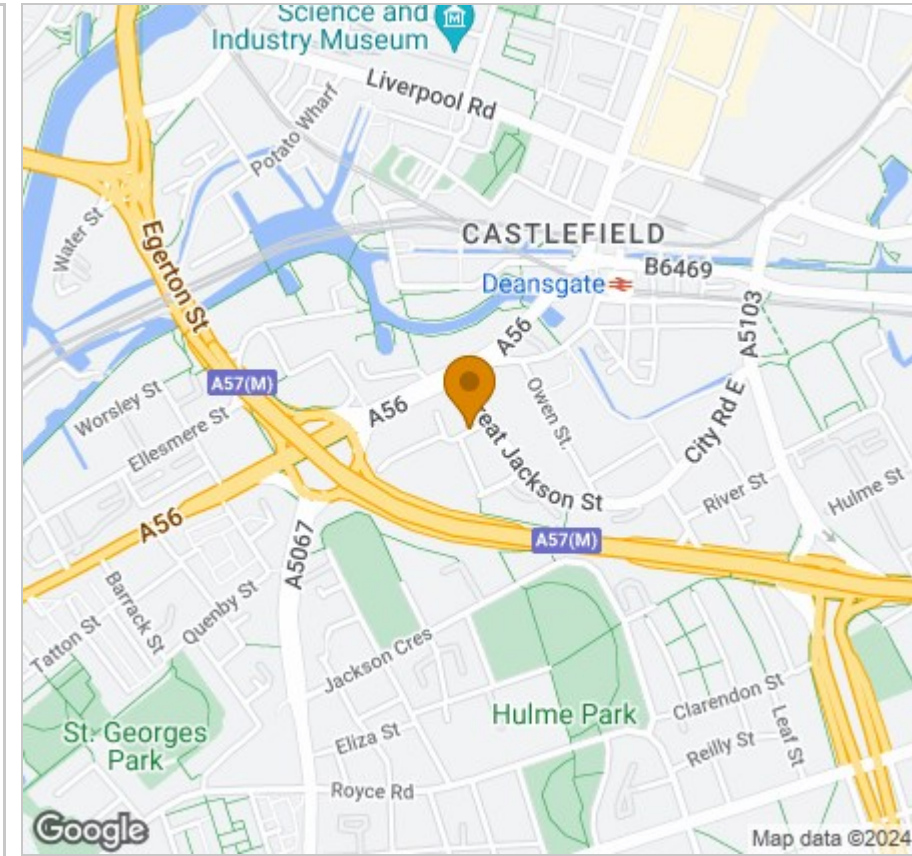 Science and
Industry Museum
M
Liverpool Rd
Potato Wharf
Water St
Egerton St
CASTLEFIELD
B6469
Deansgate
A56
A5103
A57(M)
Worsley St
Ellesmere St
A56
Owen St.
City Rd E
reat Jackson St
River St
Hulme St
A56
A5067
A57(M)
Barrack St
Quenby St
Tatton St
Jackson Cres
Clarendon St
Leaf St
Hulme Park
St. Georges
Park
Eliza St
Reilly St
Royce Rd
Google
Map data ©2024